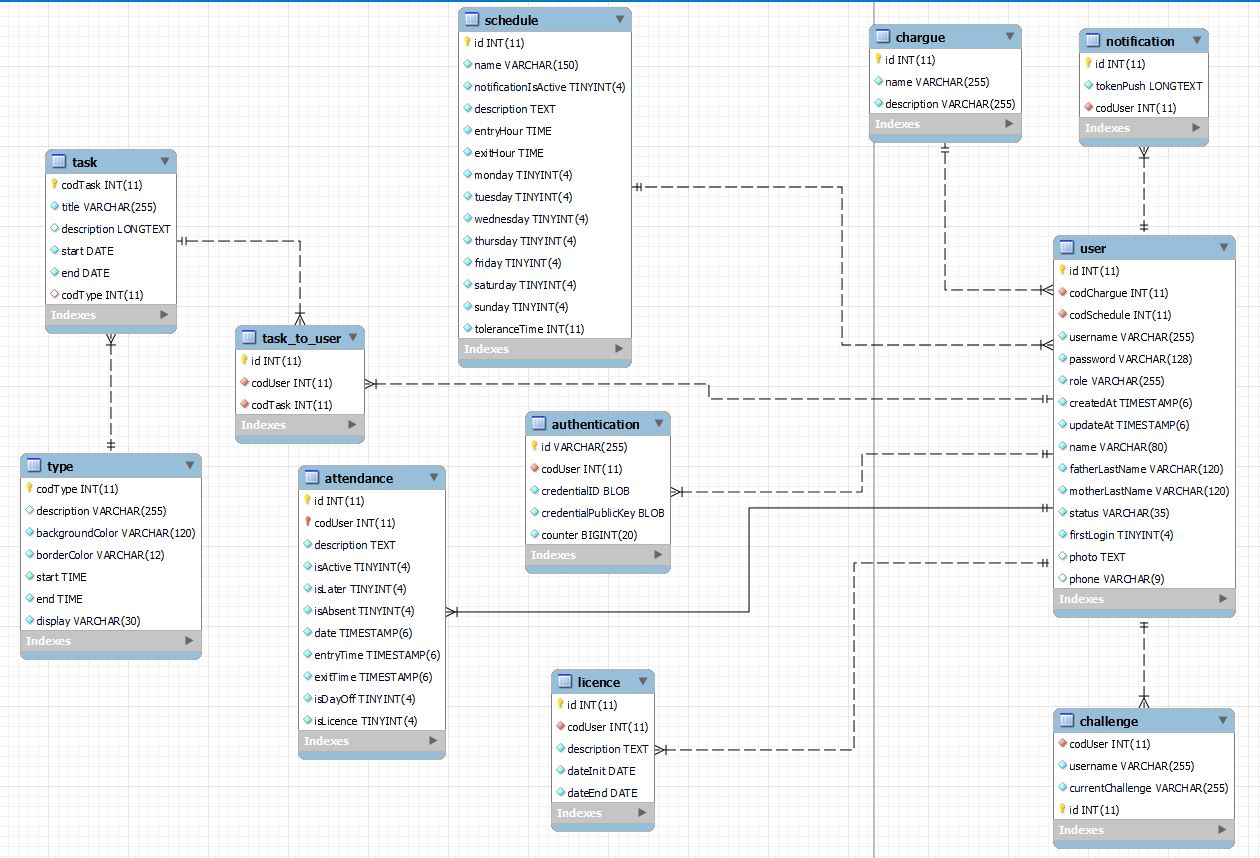 schedule
id INT(11)
name VARCHAR(150)
notificationIsActive TINYINT(4)
description TEXT
entryHour TIME
exitHour TIME
monday TINYINT(4)
tuesday TINYINT(4)
wednesday TINYINT(4)
thursday TINYINT(4)
friday TINYINT(4)
saturday TINYINT(4)
sunday TINYINT(4)
toleranceTime INT(11)
Indexes
chargue
id INT(11)
name VARCHAR(255)
description VARCHAR(255)
Indexes
notification
id INT(11)
tokenPush LONGTEXT
codUser INT(11)
Indexes
task
codTask INT(11)
title VARCHAR(255)
description LONGTEXT
start DATE
end DATE
codType INT(11)
Indexes
task_to_user
id INT(11)
codUser INT(11)
codTask INT(11)
Indexes
user
id INT(11)
codChargue INT(11)
codSchedule INT(11)
username VARCHAR(255)
password VARCHAR(128)
role VARCHAR(255)
createdAt TIMESTAMP(6)
updateAt TIMESTAMP(6)
name VARCHAR(80)
fatherLastName VARCHAR(120)
motherLastName VARCHAR(120)
status VARCHAR(35)
firstLogin TINYINT(4)
photo TEXT
phone VARCHAR(9)
Indexes
authentication
id VARCHAR(255)
codUser INT(11)
credentialID BLOB
credentialPublicKey BLOB
counter BIGINT(20)
Indexes
type
codType INT(11)
description VARCHAR(255)
backgroundColor VARCHAR(120)
borderColor VARCHAR(12)
start TIME
end TIME
display VARCHAR(30)
Indexes
attendance
id INT(11)
codUser INT(11)
description TEXT
isActive TINYINT(4)
isLater TINYINT(4)
isAbsent TINYINT(4)
date TIMESTAMP(6)
entryTime TIMESTAMP(6)
exitTime TIMESTAMP(6)
isDayOff TINYINT(4)
isLicence TINYINT(4)
Indexes
licence
id INT(11)
codUser INT(11)
description TEXT
dateInit DATE
dateEnd DATE
Indexes
challenge
codUser INT(11)
username VARCHAR(255)
currentChallenge VARCHAR(255)
id INT(11)
Indexes